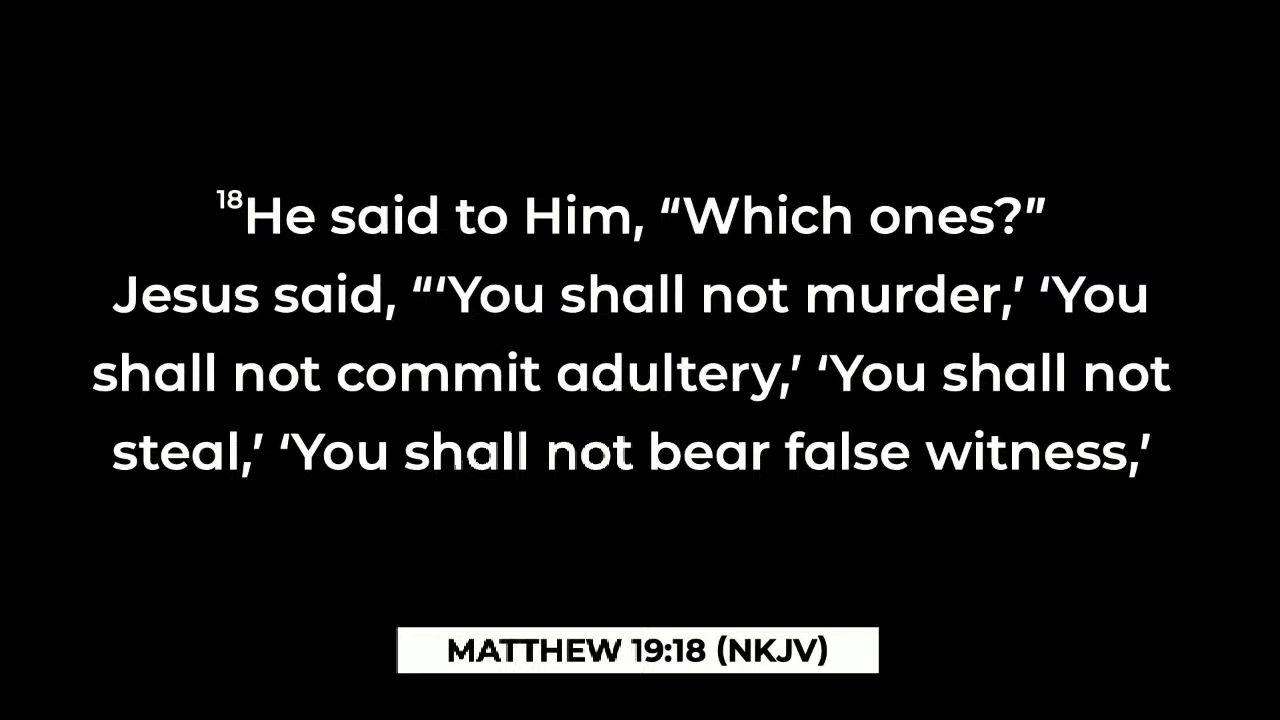 18He said to Him, “Which ones?”
Jesus said, “‘You shall not murder,’ ‘You
shall not commit adultery,’ ‘You shall not
steal,’ ‘You shall not bear false witness,’
MATTHEW 19:18 (NKJV)